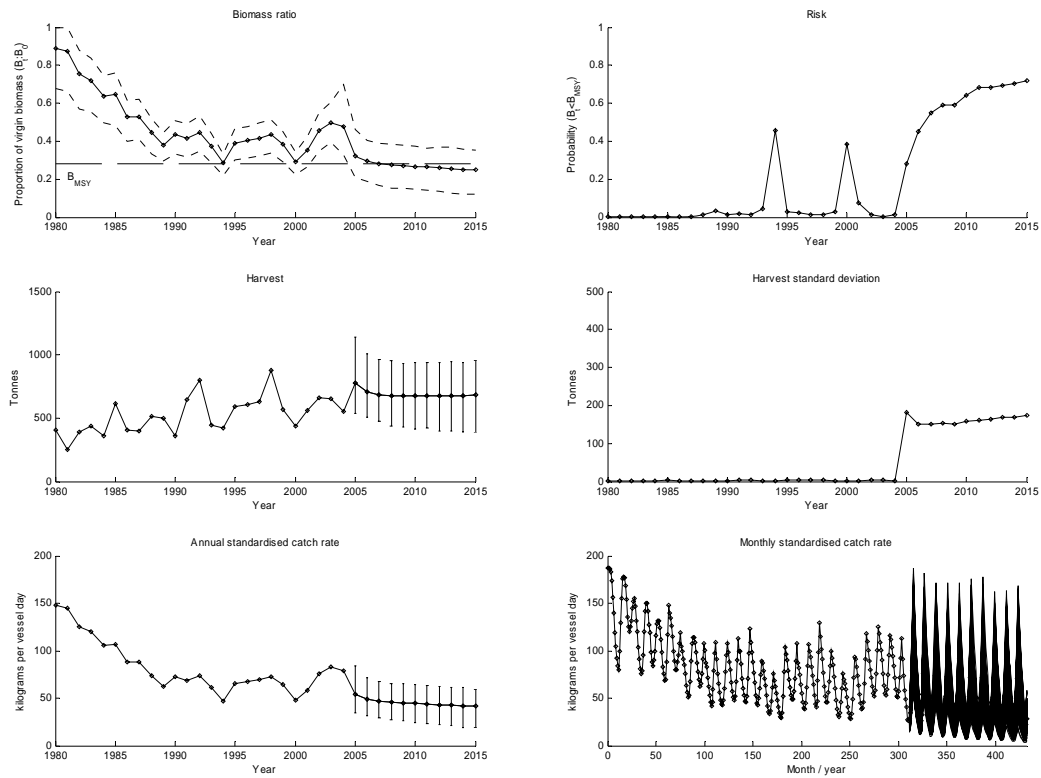 Biomass ratio
Proportion of virgin biomass (Bt:B0)
1
0.8
0.6
0.4
0.2
0
BMSY
1980 1985 1990 1995 2000 2005 2010 2015
Year
Risk
Probability (Bt<BMSY)
1
0.8
0.6
0.4
0.2
0
1980 1985 1990 1995 2000 2005 2010 2015
Year
Harvest
Tonnes
1500
1000
500
0
1980 1985 1990 1995 2000 2005 2010 2015
Year
Harvest standard deviation
Tonnes
500
400
300
200
100
0
1980 1985 1990 1995 2000 2005 2010 2015
Year
Annual standardised catch rate
kilograms per vessel day
200
150
100
50
0
1980 1985 1990 1995 2000 2005 2010 2015
Year
Monthly standardised catch rate
kilograms per vessel day
200
150
100
50
0
0 50 100 150 200 250 300 350 400
Month / year